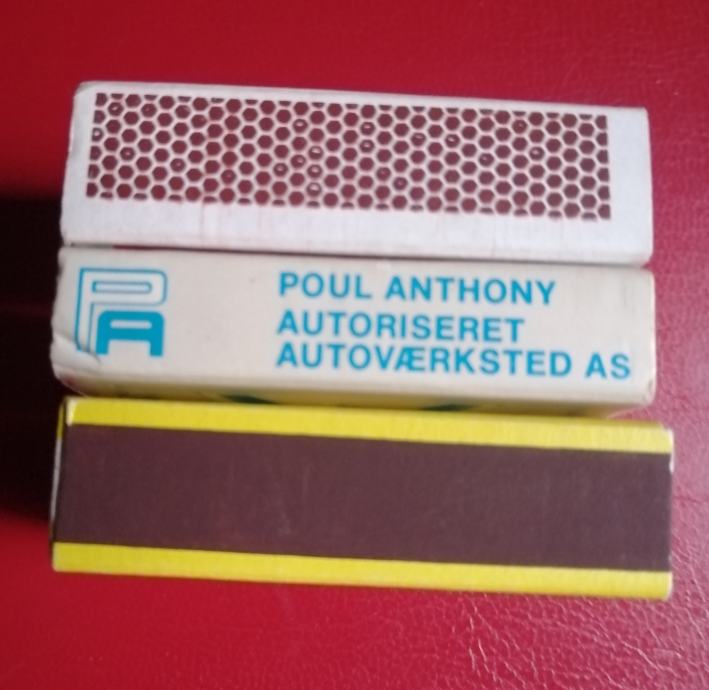 PA
POUL ANTHONY
AUTORISERET
AUTOVÆRKSTED AS